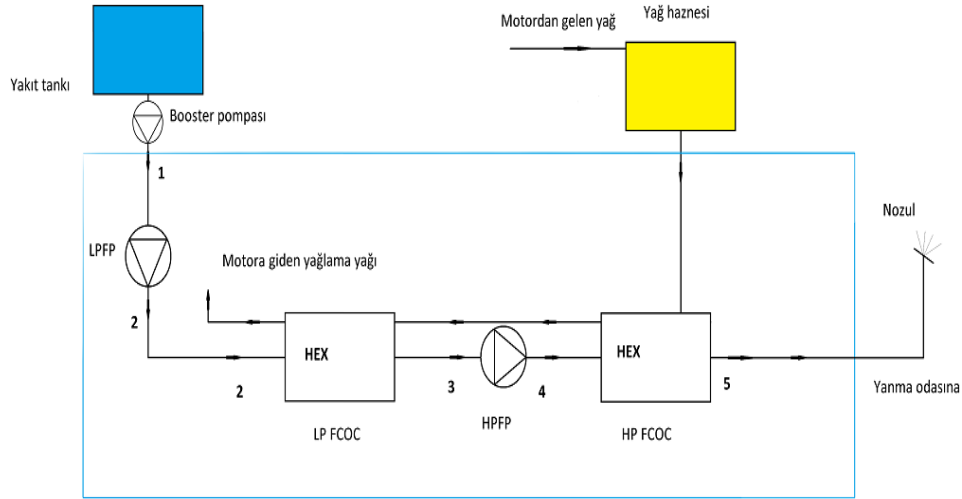 Motordan gelen yağ
Yağ haznesi
Yakıt tankı
Booster pompası
1
LPFP
Nozul
Motora giden yağlama yağı
2
HEX
HEX
2
3
4
5
Yanma odasına
HPFP
LP FCOC
HP FCOC